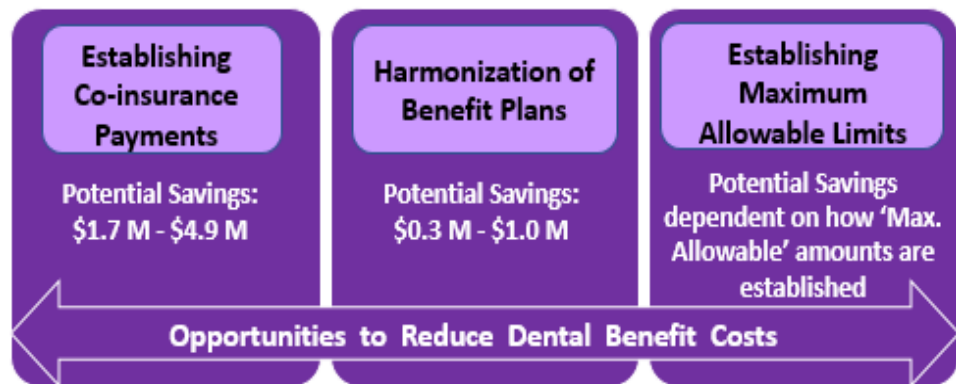 Establishing
Co-insurance
Payments
Potential Savings:
$1.7 M - $4.9 M
Harmonization of
Benefit Plans
Potential Savings:
$0.3 M - $1.0 M
Establishing
Maximum
Allowable Limits
Potential Savings
dependent on how ‘Max.
Allowable’ amounts are
established
Opportunities to Reduce Dental Benefit Costs